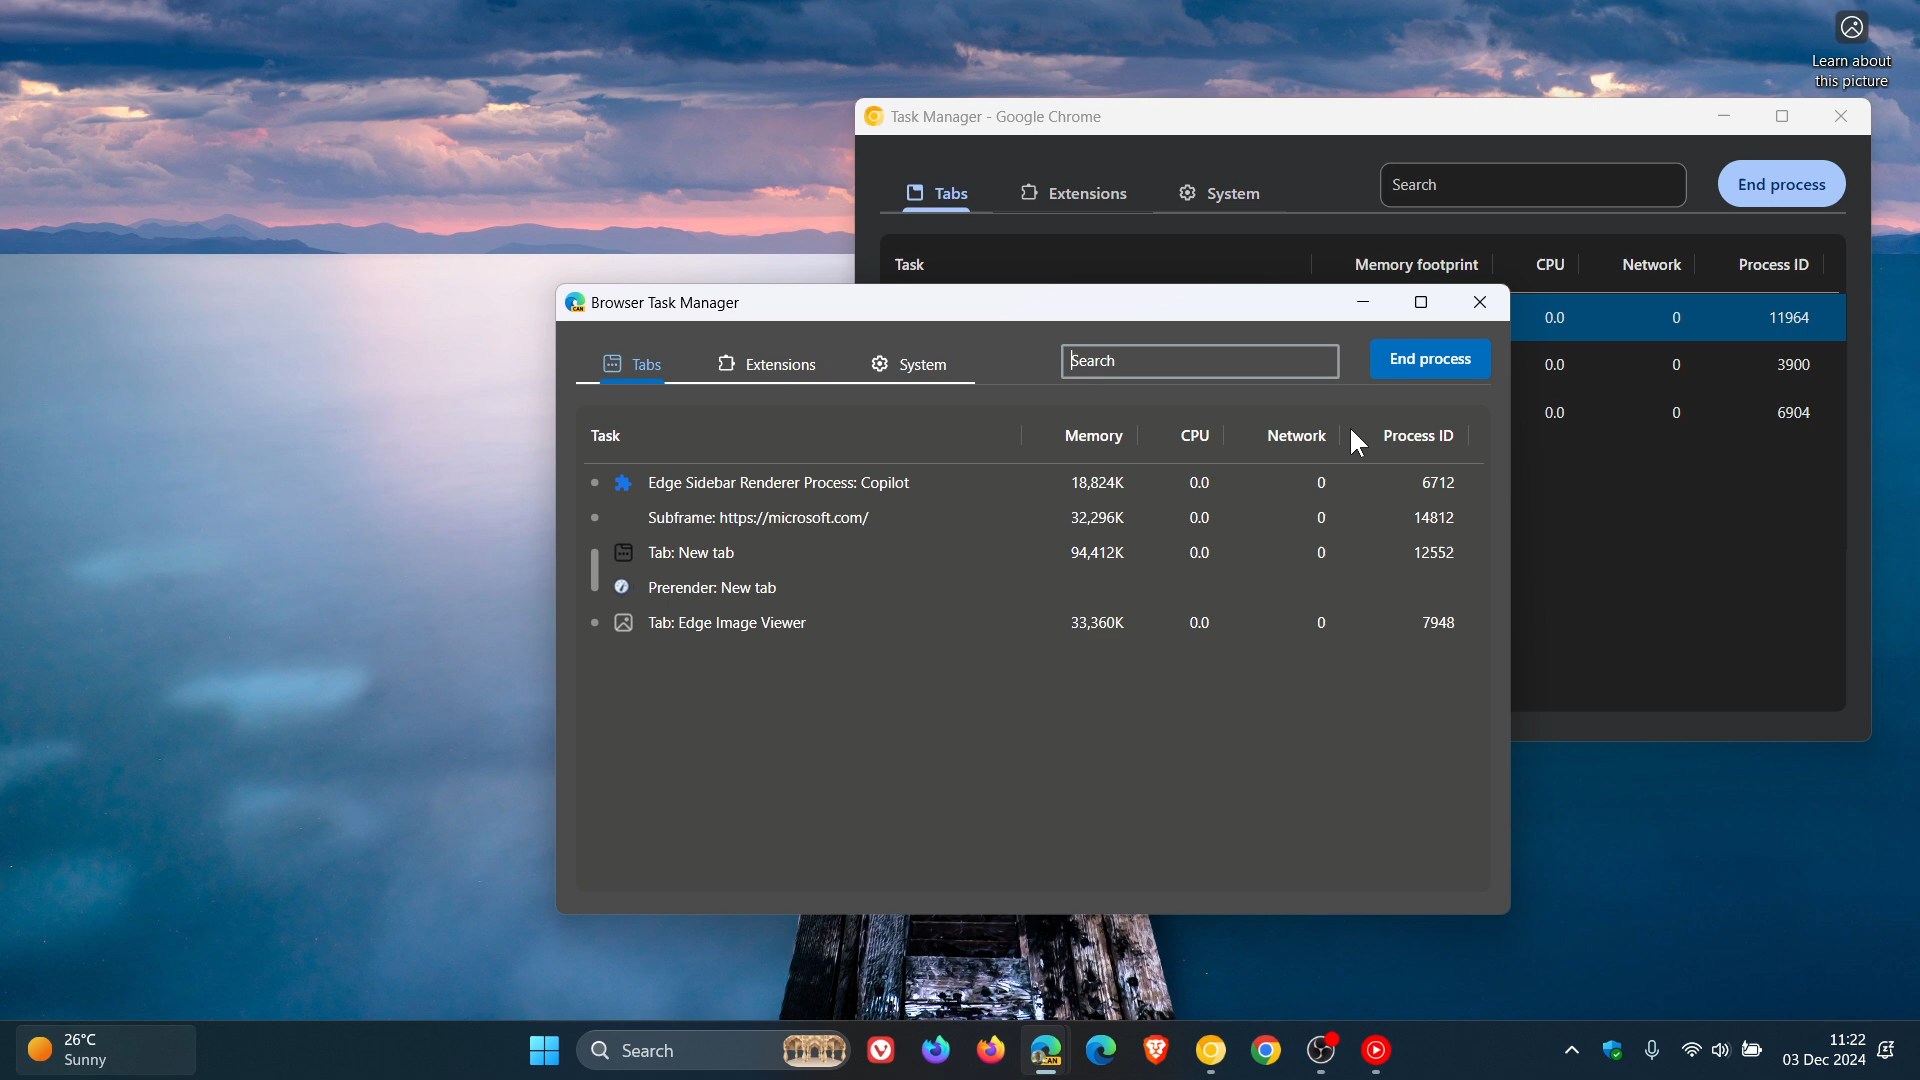 Learn about
this picture
Task Manager - Google Chrome
Tabs
Extensions
System
Search
End process
Task
Memory footprint
CPU
Network
Process ID
0.0 0 11964
0.0 0 3900
0.0 0 6904
Browser Task Manager
Tabs
Extensions
System
Search
End process
Task
Memory
CPU
Network
Process ID
Edge Sidebar Renderer Process: Copilot 18,824K 0.0 0 6712
Subframe: https://microsoft.com/ 32,296K 0.0 0 14812
Tab: New tab 94,412K 0.0 0 12552
Prerender: New tab
Tab: Edge Image Viewer 33,360K 0.0 0 7948
26°C
Sunny
Search
CAN
11:22
03 Dec 2024